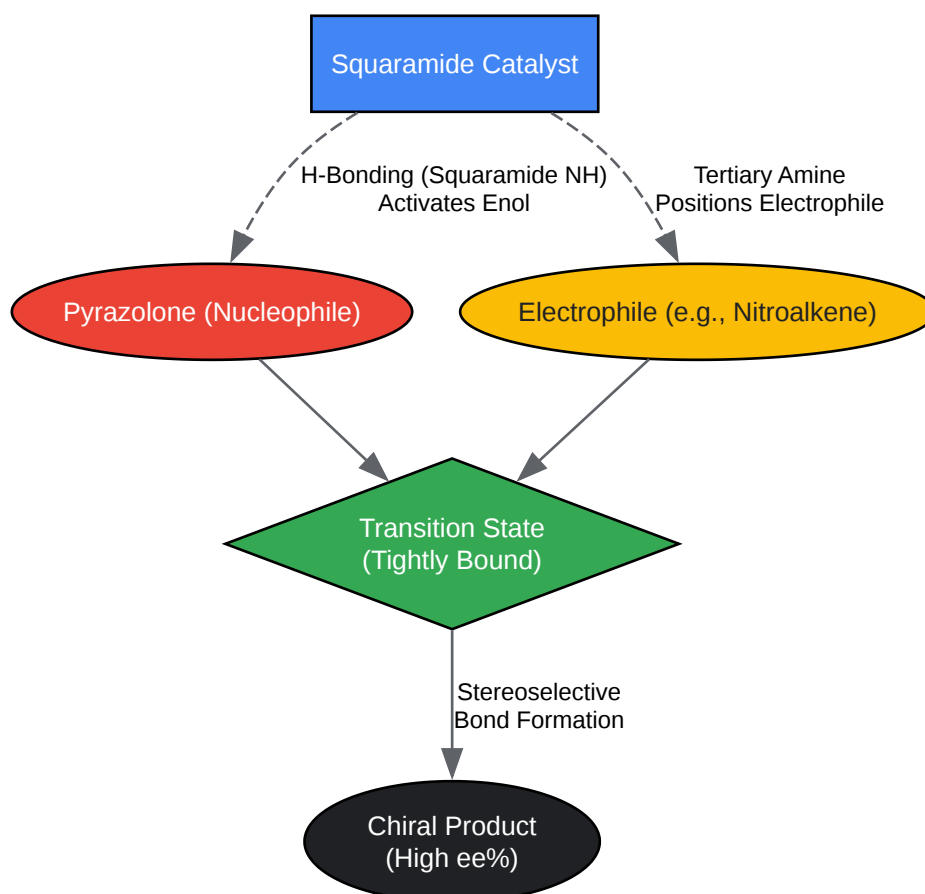 Squaramide Catalyst
H-Bonding (Squaramide NH)
Activates Enol
Tertiary Amine
Positions Electrophile
Pyrazolone (Nucleophile)
Electrophile (e.g., Nitroalkene)
Transition State
(Tightly Bound)
Stereoselective
Bond Formation
Chiral Product
(High ee%)